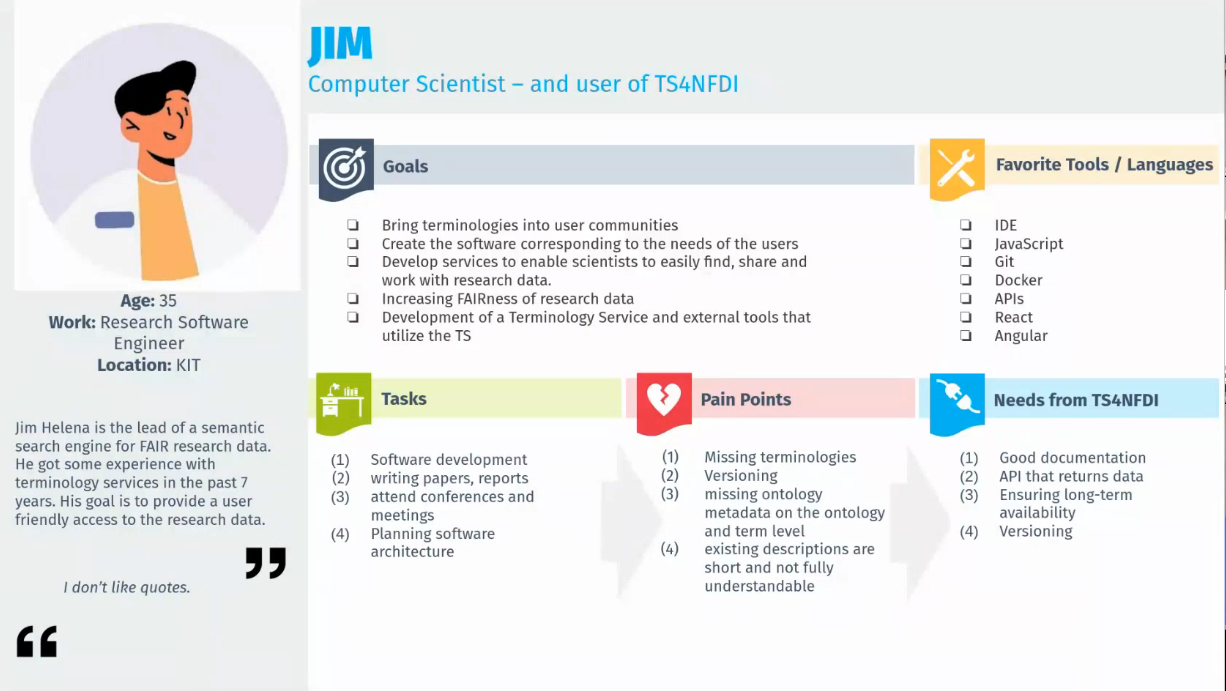 JIM
Computer Scientist – and user of TS4NFDI
Age: 35
Work: Research Software
Engineer
Location: KIT
Jim Helena is the lead of a semantic
search engine for FAIR research data.
He got some experience with
terminology services in the past 7
years. His goal is to provide a user
friendly access to the research data.
”
I don't like quotes.
“
Goals
❏ Bring terminologies into user communities
❏ Create the software corresponding to the needs of the users
❏ Develop services to enable scientists to easily find, share and
work with research data.
❏ Increasing FAIRness of research data
❏ Development of a Terminology Service and external tools that
utilize the TS
Favorite Tools / Languages
❏ IDE
❏ JavaScript
❏ Git
❏ Docker
❏ APIs
❏ React
❏ Angular
Tasks
(1) Software development
(2) writing papers, reports
(3) attend conferences and
meetings
(4) Planning software
architecture
Pain Points
(1) Missing terminologies
(2) Versioning
(3) missing ontology
metadata on the ontology
and term level
(4) existing descriptions are
short and not fully
understandable
Needs from TS4NFDI
(1) Good documentation
(2) API that returns data
(3) Ensuring long-term
availability
(4) Versioning